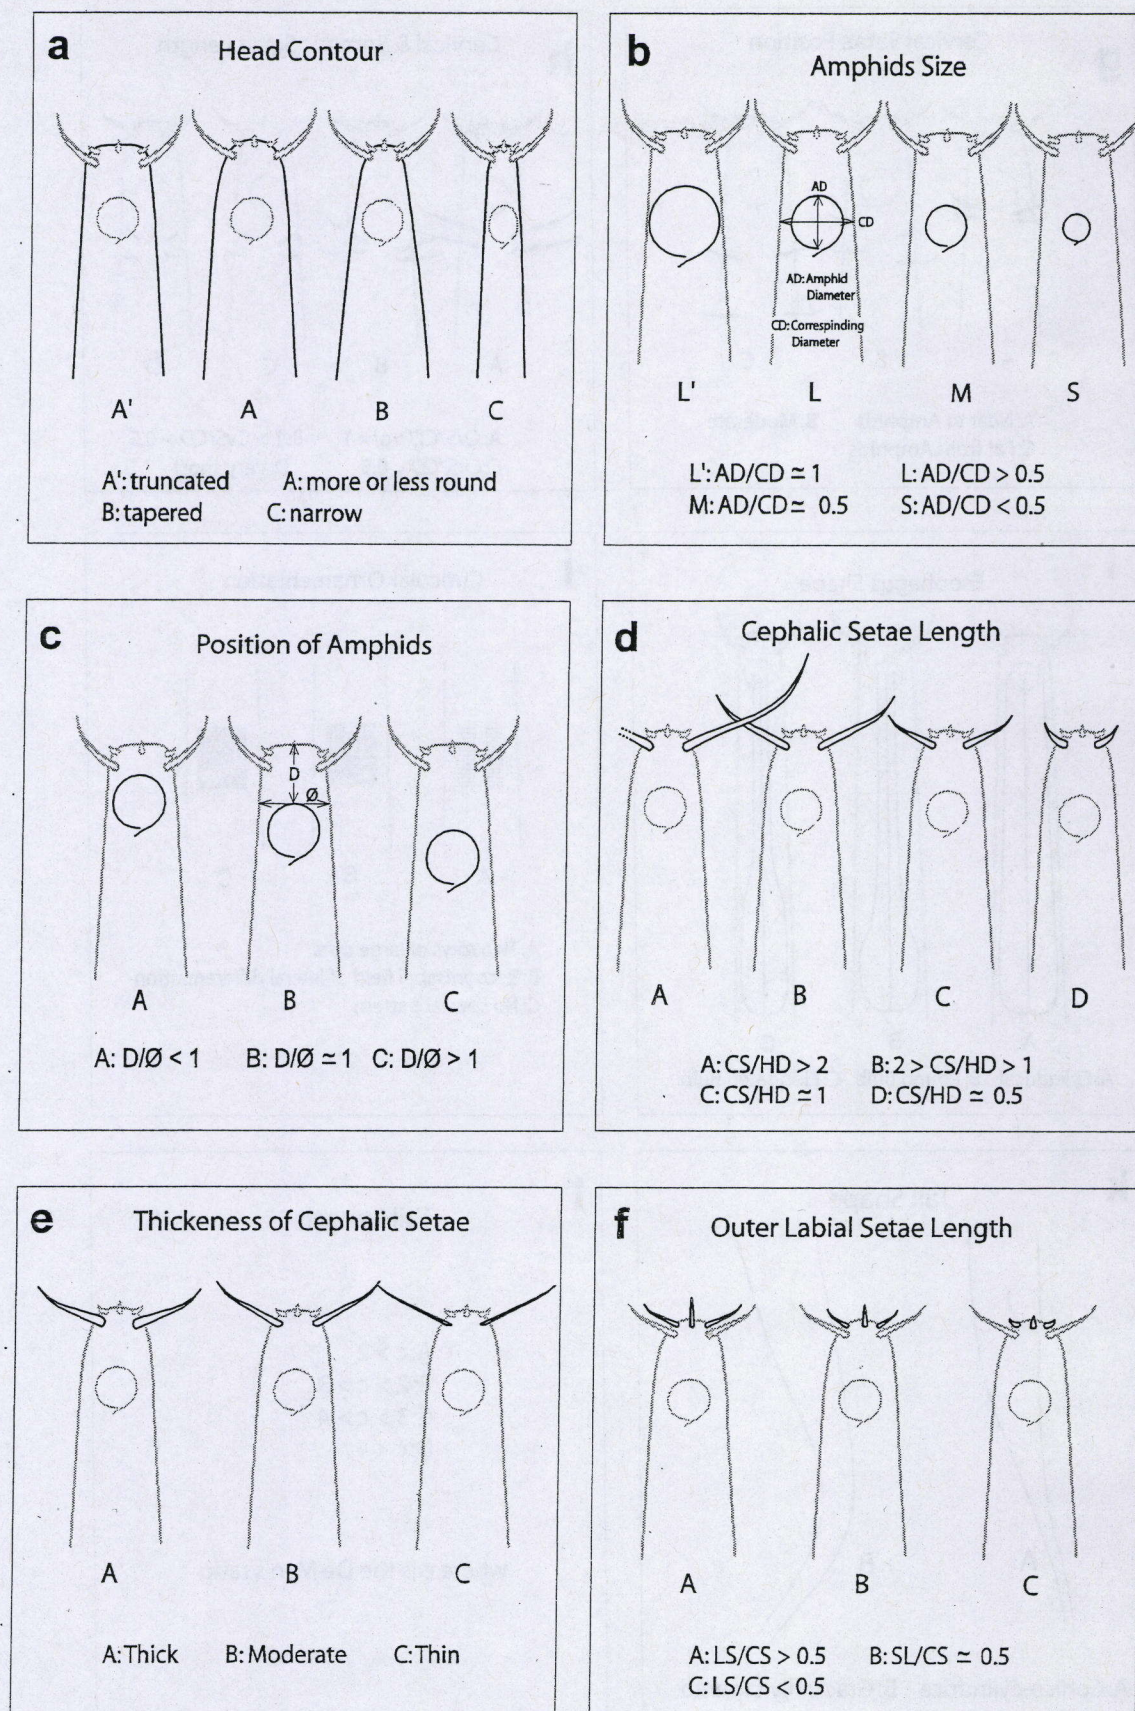 a
Head Contour
A' A B C
A': truncated A: more or less round
B: tapered C: narrow
b
Amphids Size
AD
CD
AD: Amphid
Diameter
CD: Correspinding
Diameter
L' L M S
L': AD/CD ≃ 1 L: AD/CD > 0.5
M: AD/CD ≃ 0.5 S: AD/CD < 0.5
c
Position of Amphids
D
Ø
A B C
A: D/Ø < 1 B: D/Ø ≃ 1 C: D/Ø > 1
d
Cephalic Setae Length
A B C D
A: CS/HD > 2 B: 2 > CS/HD > 1
C: CS/HD ≃ 1 D: CS/HD ≃ 0.5
e
Thickeness of Cephalic Setae
A B C
A: Thick B: Moderate C: Thin
f
Outer Labial Setae Length
A B C
A: LS/CS > 0.5 B: SL/CS ≃ 0.5
C: LS/CS < 0.5